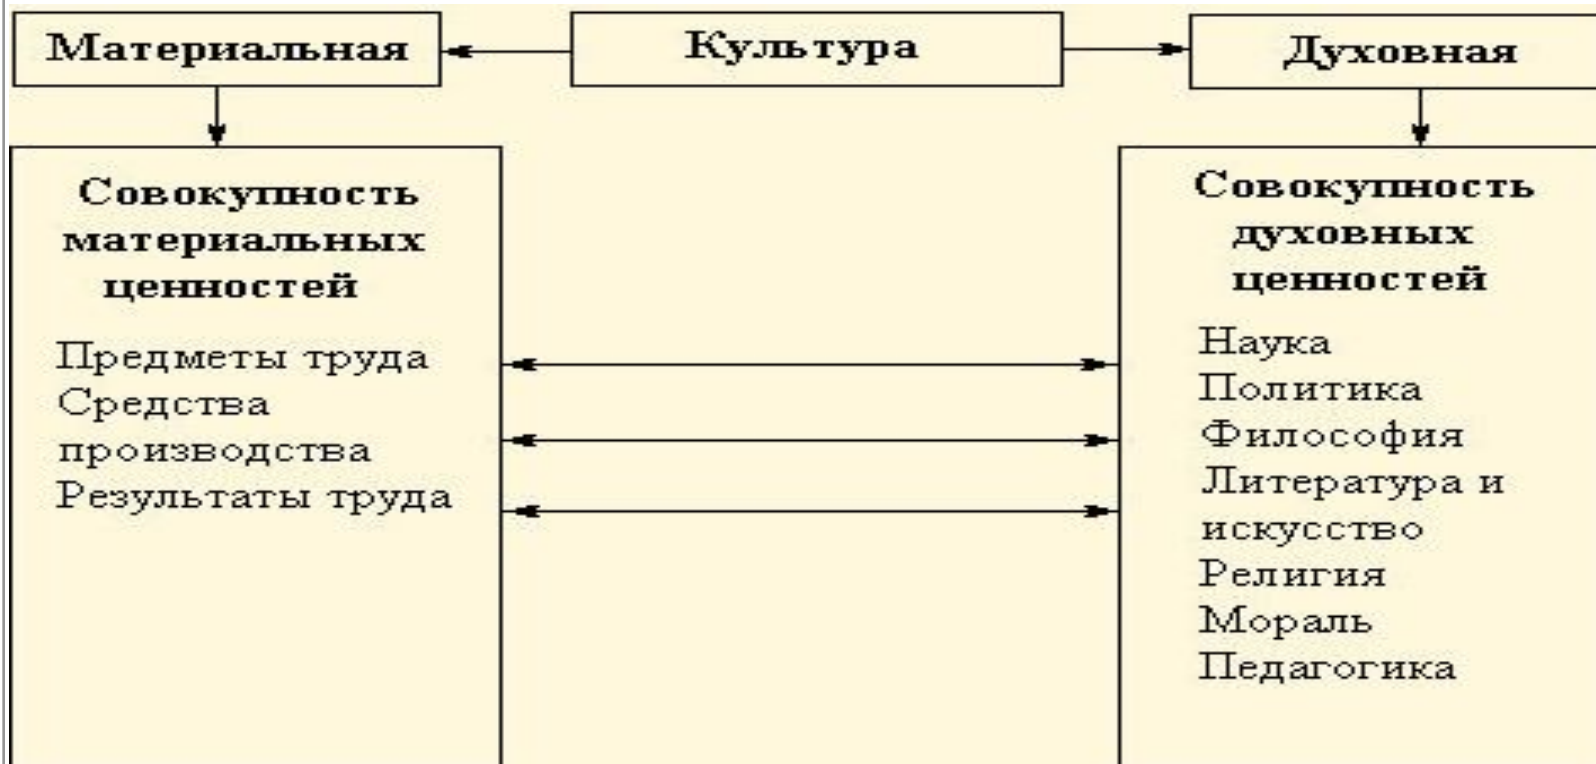 Материальная
Культура
Духовная
Совокупность
материальных
ценностей
Предметы труда
Средства
производства
Результаты труда
Совокупность
духовных
ценностей
Наука
Политика
Философия
Литература и
искусство
Религия
Мораль
Педагогика